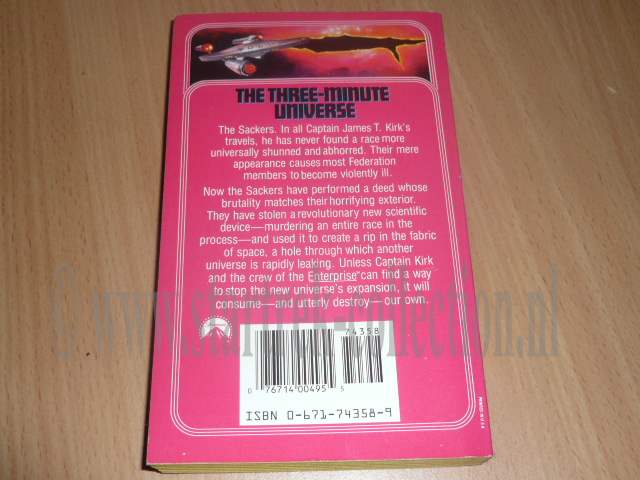 THE THREE-MINUTE
UNIVERSE
The Sackers. In all Captain James T. Kirk's
travels, he has never found a race more
universally shunned and abhorred. Their mere
appearance causes most Federation
members to become violently ill.
Now the Sackers have performed a deed whose
brutality matches their horrifying exterior.
They have stolen a revolutionary new scientific
device—murdering an entire race in the
process—and used it to create a rip in the fabric
of space, a hole through which another
universe is rapidly leaking. Unless Captain Kirk
and the crew of the Enterprise™ can find a way
to stop the new universe's expansion, it will
consume—and utterly destroy—our own.
www.startrek-collection.nl
74358
0 76714 00495 5
ISBN 0-671-74358-9